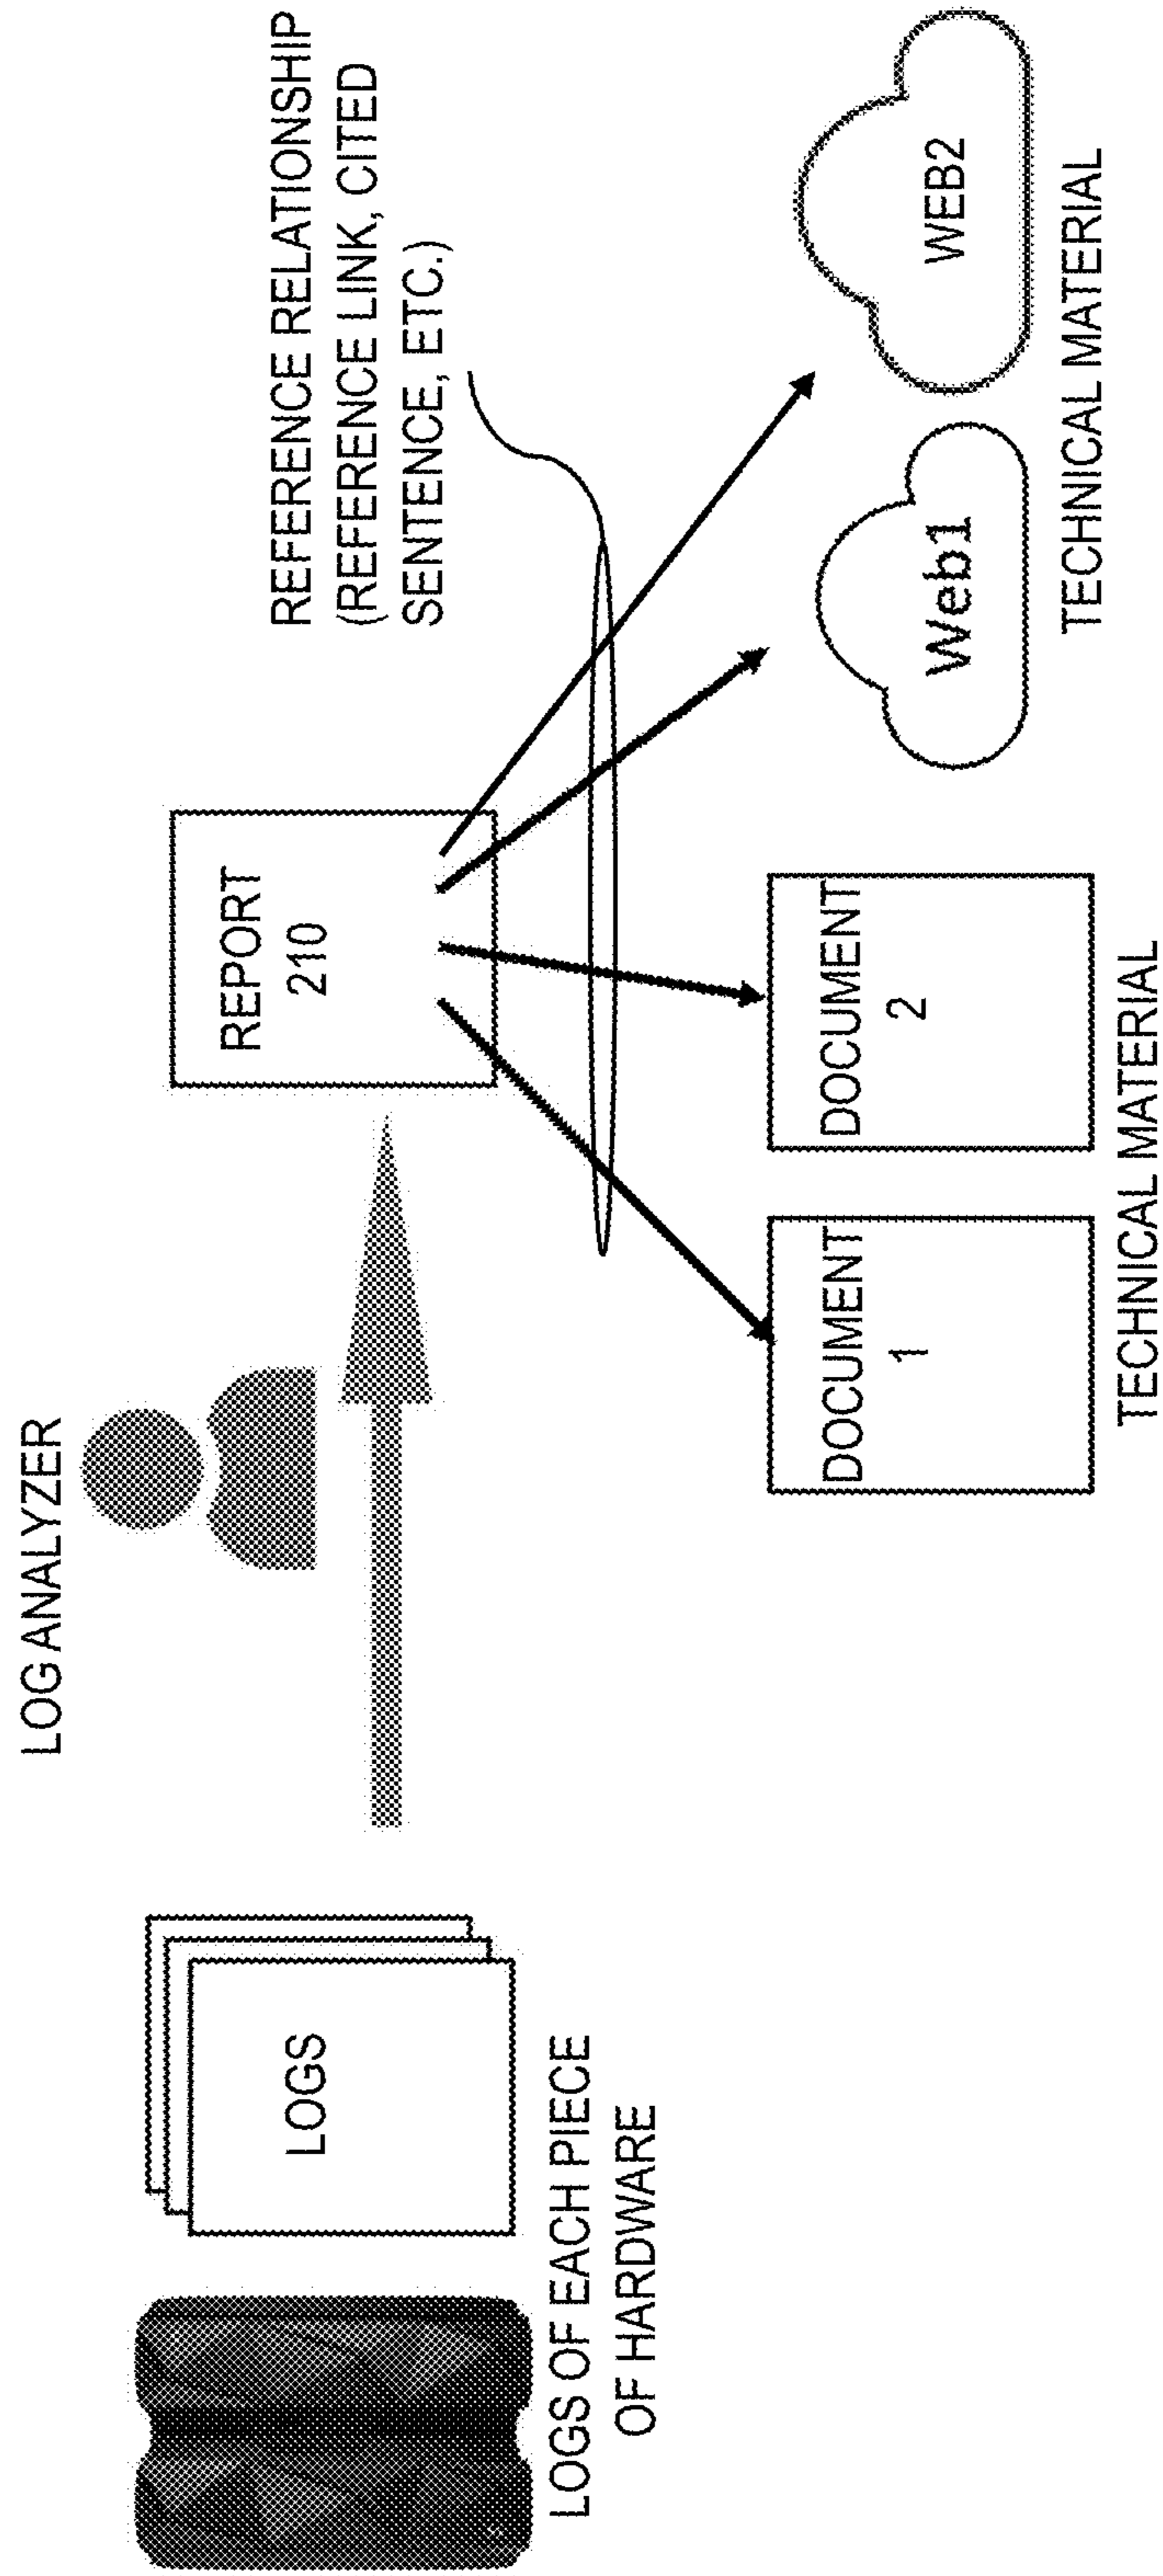 LOG ANALYZER
LOGS
LOGS OF EACH PIECE
OF HARDWARE
REPORT
210
REFERENCE RELATIONSHIP
(REFERENCE LINK, CITED
SENTENCE, ETC.)
DOCUMENT
1
DOCUMENT
2
TECHNICAL MATERIAL
Web1
WEB2
TECHNICAL MATERIAL